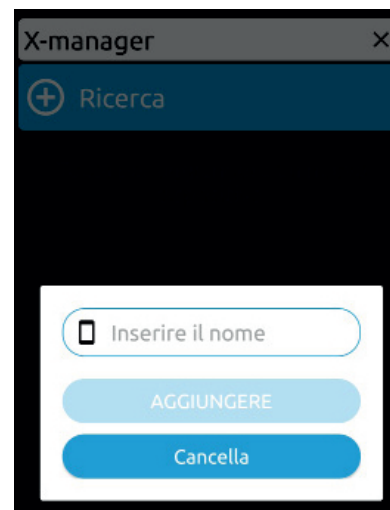 X-manager
Ricerca
Inserire il nome
AGGIUNGERE
Cancella